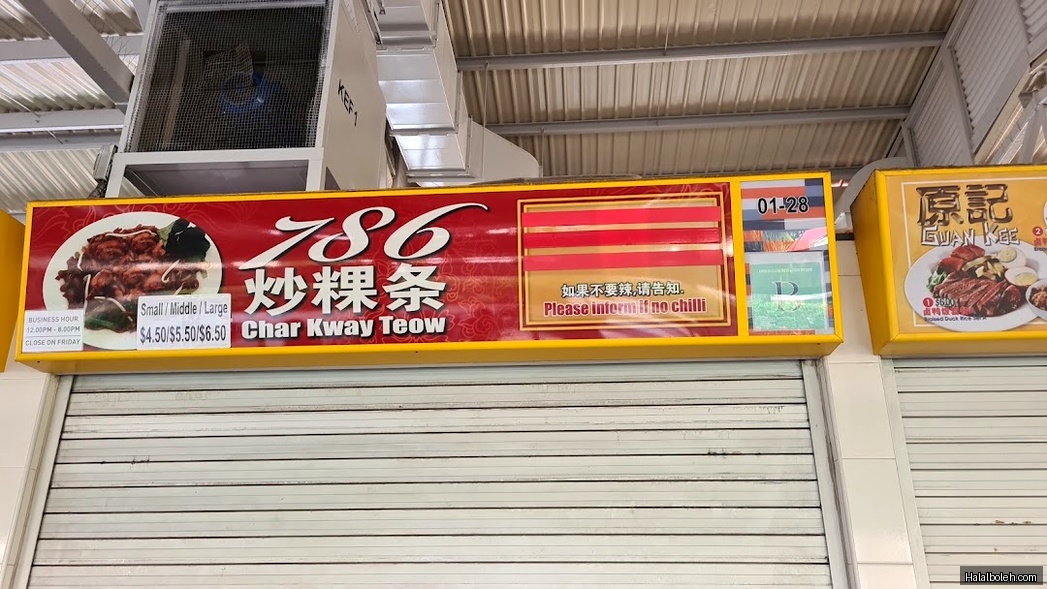 KEF 1
786
炒粿条
Char Kway Teow
Small / Middle / Large
$4.50/$5.50/$6.50
BUSINESS HOUR
12.00PM - 8.00PM
CLOSE ON FRIDAY
如果不要辣,请告知.
Please inform if no chilli
01-28
B
原記
GUAN KEE
Halalboleh.com